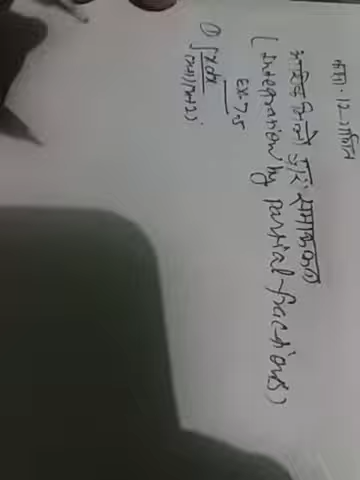 कक्षा - 12 - गणित
आंशिक भिन्नों द्वारा समाकलन
(Integration by partial fractions)
EX-7.5
① ∫ x dx
(x+1)(x+2) ;